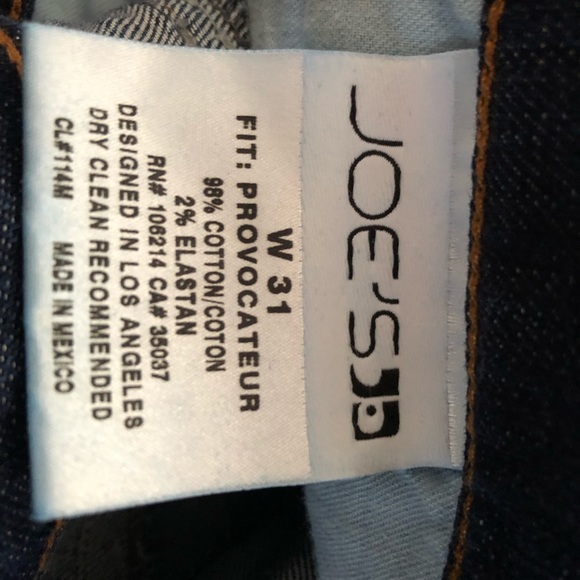 JOE'S
W 31
FIT: PROVOCATEUR
98% COTTON/COTON
2% ELASTAN
RN# 106214 CA# 35037
DESIGNED IN LOS ANGELES
DRY CLEAN RECOMMENDED
CL#114M MADE IN MEXICO